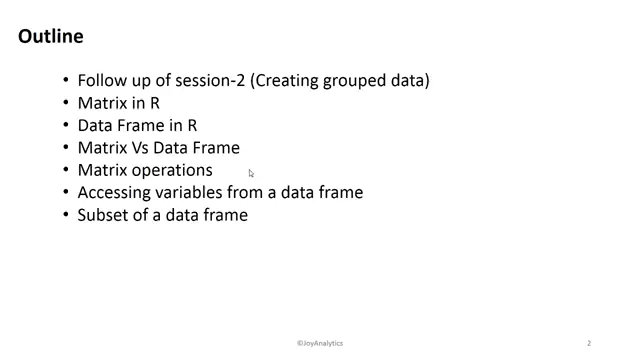 Outline
• Follow up of session-2 (Creating grouped data)
• Matrix in R
• Data Frame in R
• Matrix Vs Data Frame
• Matrix operations
• Accessing variables from a data frame
• Subset of a data frame
©JoyAnalytics
2